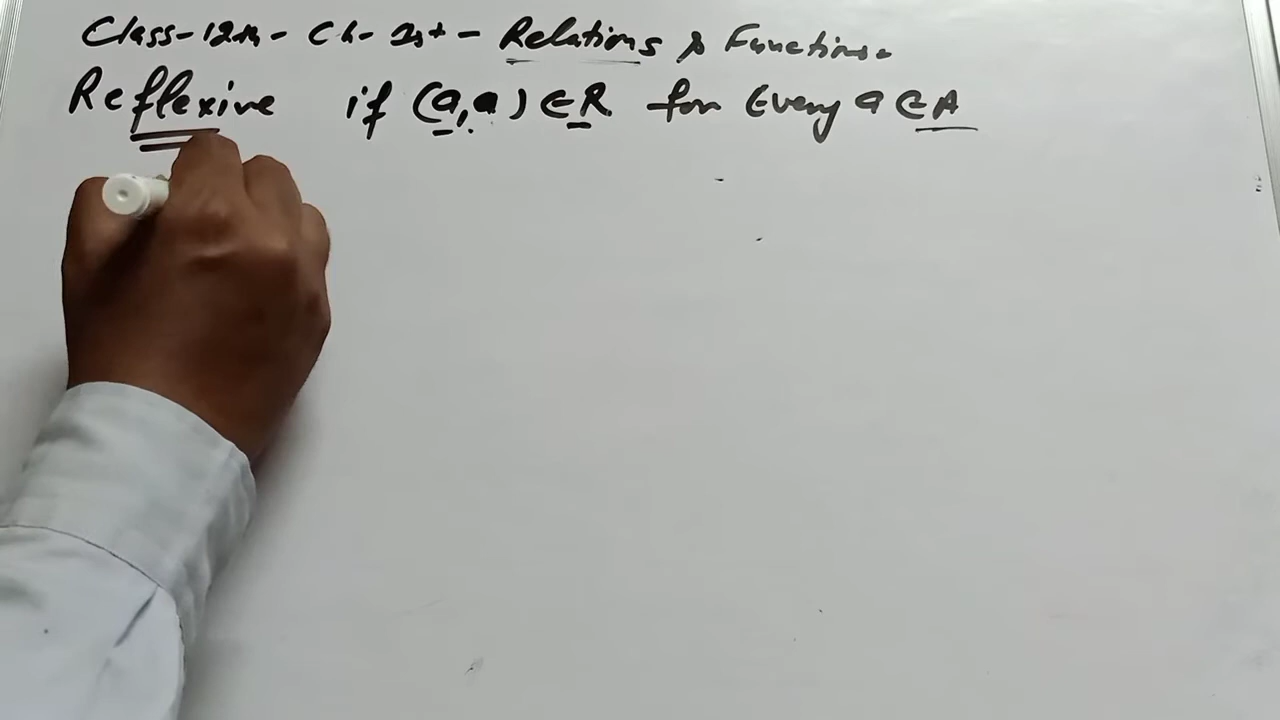 Class-12th - Ch- 1st - Relations & Functions.
Reflexive if (a,a) ∈ R for Every a ∈ A